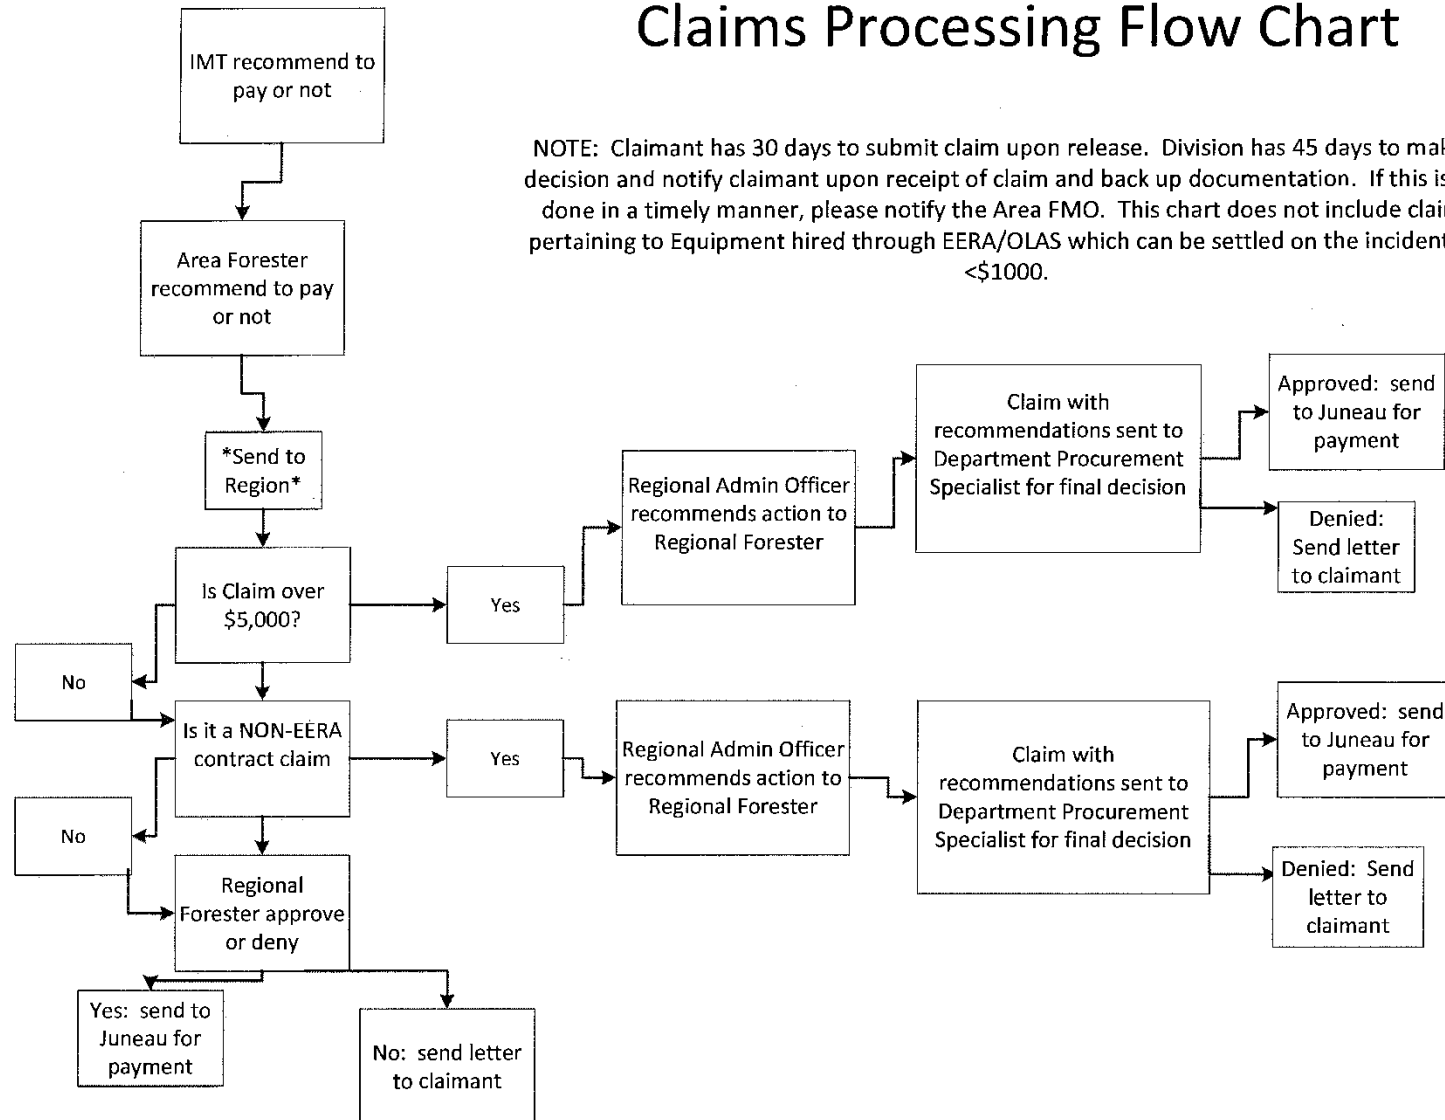 Claims Processing Flow Chart
IMT recommend to
pay or not
NOTE: Claimant has 30 days to submit claim upon release. Division has 45 days to
decision and notify claimant upon receipt of claim and back up documentation. If this is
done in a timely manner, please notify the Area FMO. This chart does not include
pertaining to Equipment hired through EERA/OLAS which can be settled on the incident
<$1000.
Area Forester
recommend to pay
or not
*Send to
Region*
Is Claim over
$5,000?
Yes
Regional Admin Officer
recommends action to
Regional Forester
Claim with
recommendations sent to
Department Procurement
Specialist for final decision
Approved: send
to Juneau for
payment
Denied:
Send letter
to claimant
No
Is it a NON-EERA
contract claim
Yes
Regional Admin Officer
recommends action to
Regional Forester
Claim with
recommendations sent to
Department Procurement
Specialist for final decision
Approved: send
to Juneau for
payment
Denied: Send
letter to
claimant
No
Regional
Forester approve
or deny
Yes: send to
Juneau for
payment
No: send letter
to claimant